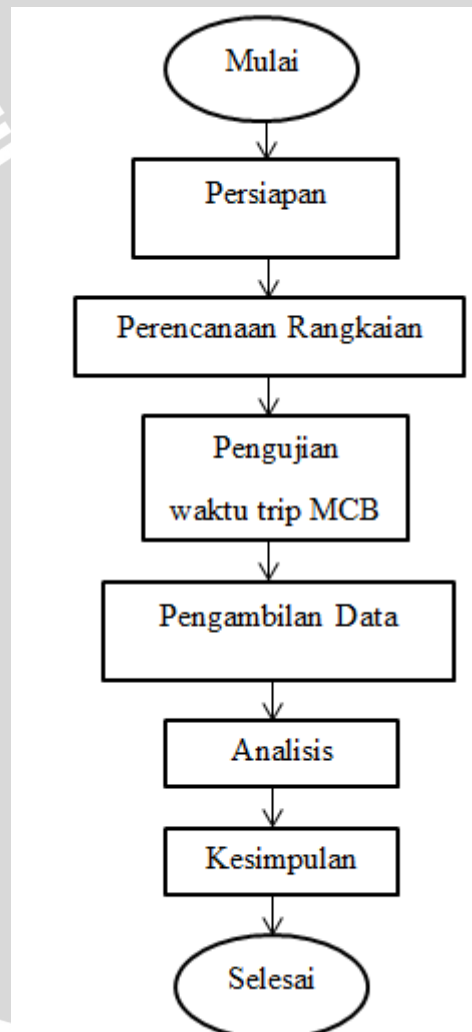 Mulai
Persiapan
Perencanaan Rangkaian
Pengujian
waktu trip MCB
Pengambilan Data
Analisis
Kesimpulan
Selesai